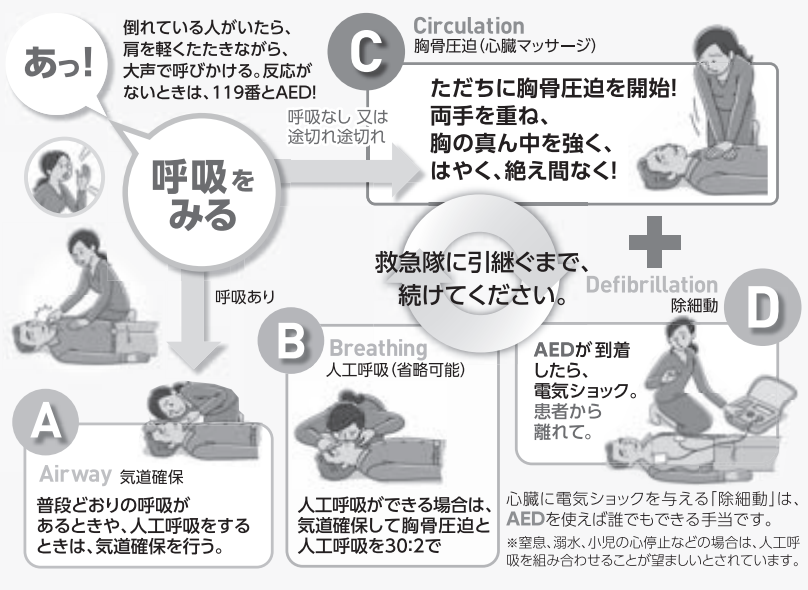 あっ!
倒れている人がいたら、
肩を軽くたたきながら、
大声で呼びかける。反応が
ないときは、119番とAED!
呼吸を
みる
呼吸なし 又は
途切れ途切れ
C
Circulation
胸骨圧迫(心臓マッサージ)
ただちに胸骨圧迫を開始!
両手を重ね、
胸の真ん中を強く、
はやく、絶え間なく!
救急隊に引継ぐまで、
続けてください。
呼吸あり
A
Airway 気道確保
普段どおりの呼吸が
あるときや、人工呼吸をする
ときは、気道確保を行う。
B
Breathing
人工呼吸(省略可能)
人工呼吸ができる場合は、
気道確保して胸骨圧迫と
人工呼吸を30:2で
D
Defibrillation
除細動
AEDが到着
したら、
電気ショック。
患者から
離れて。
心臓に電気ショックを与える「除細動」は、
AEDを使えば誰でもできる手当です。
※窒息、溺水、小児の心停止などの場合は、人工呼
吸を組み合わせることが望ましいとされています。